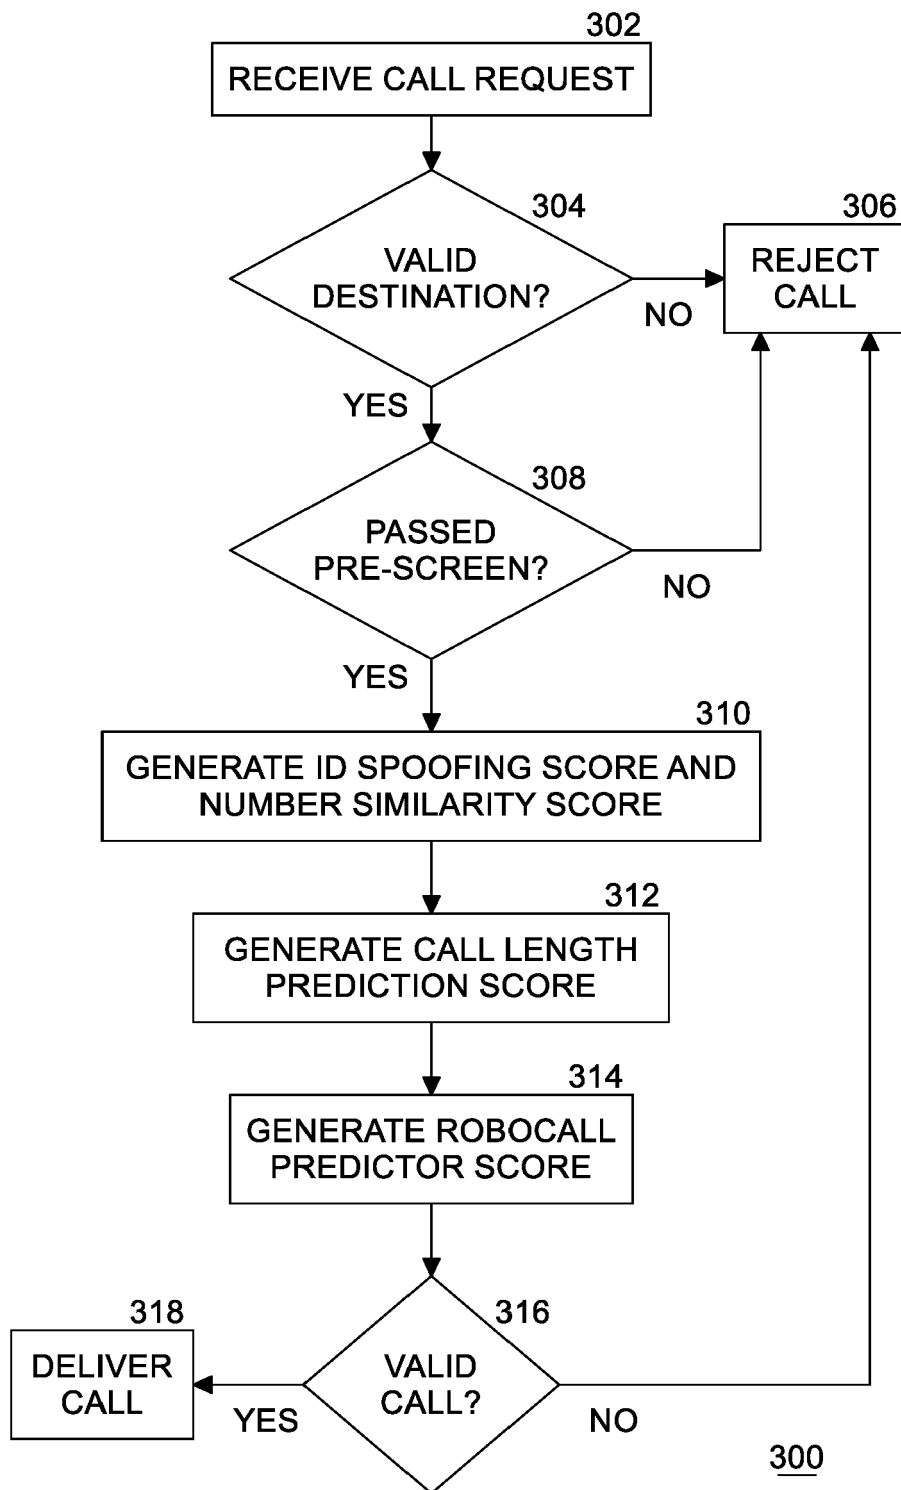 302
RECEIVE CALL REQUEST
304
VALID
DESTINATION?
NO
306
REJECT
CALL
YES
308
PASSED
PRE-SCREEN?
NO
YES
310
GENERATE ID SPOOFING SCORE AND
NUMBER SIMILARITY SCORE
312
GENERATE CALL LENGTH
PREDICTION SCORE
314
GENERATE ROBOCALL
PREDICTOR SCORE
316
VALID
CALL?
318
DELIVER
CALL
YES
NO
300